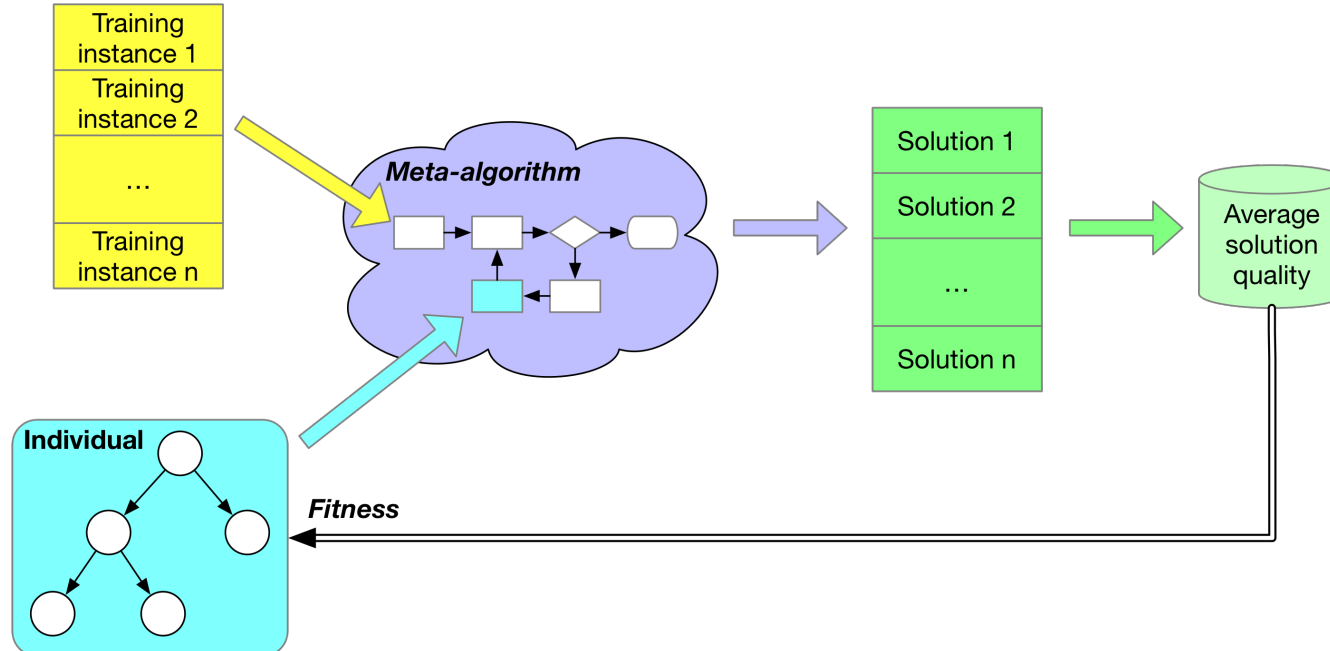 Training
instance 1
Training
instance 2
...
Training
instance n
Meta-algorithm
Solution 1
Solution 2
...
Solution n
Average
solution
quality
Individual
Fitness